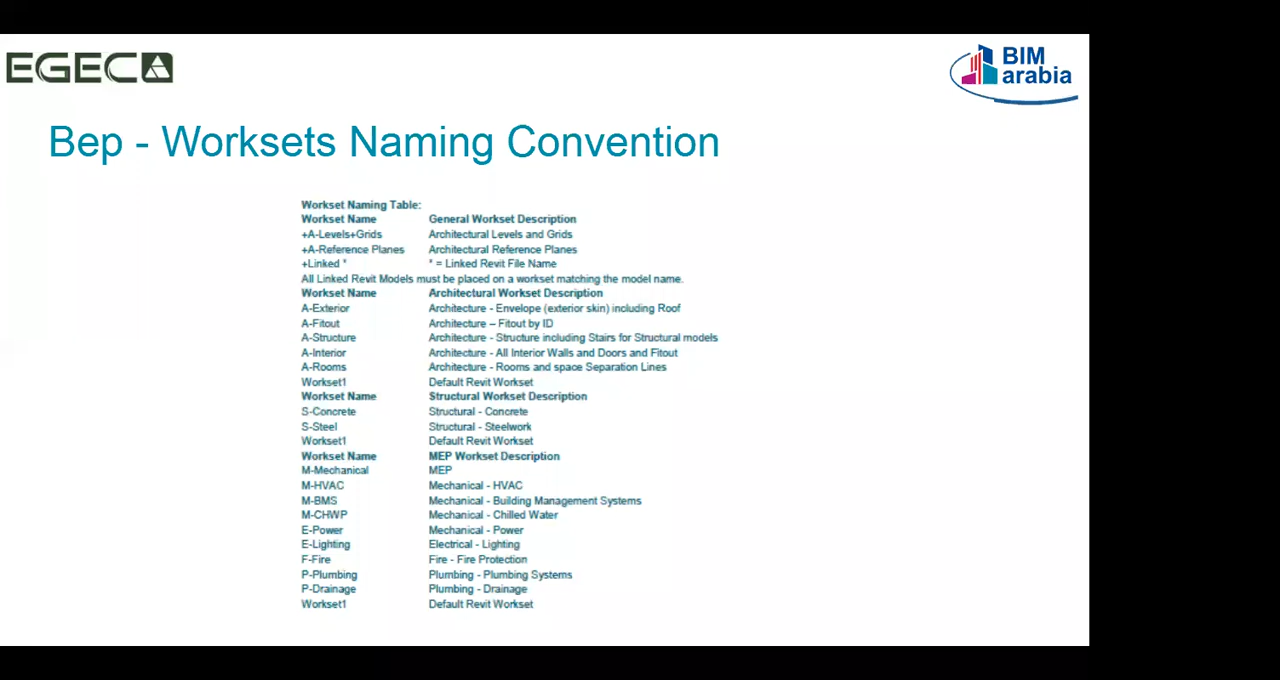 EGEC
BIM
arabia
Bep - Worksets Naming Convention
Workset Naming Table:
Workset Name General Workset Description
+A-Levels+Grids Architectural Levels and Grids
+A-Reference Planes Architectural Reference Planes
+Linked * * = Linked Revit File Name
All Linked Revit Models must be placed on a workset matching the model name.
Workset Name Architectural Workset Description
A-Exterior Architecture - Envelope (exterior skin) including Roof
A-Fitout Architecture – Fitout by ID
A-Structure Architecture - Structure including Stairs for Structural models
A-Interior Architecture - All Interior Walls and Doors and Fitout
A-Rooms Architecture - Rooms and space Separation Lines
Workset1 Default Revit Workset
Workset Name Structural Workset Description
S-Concrete Structural - Concrete
S-Steel Structural - Steelwork
Workset1 Default Revit Workset
Workset Name MEP Workset Description
M-Mechanical MEP
M-HVAC Mechanical - HVAC
M-BMS Mechanical - Building Management Systems
M-CHWP Mechanical - Chilled Water
E-Power Mechanical - Power
E-Lighting Electrical - Lighting
F-Fire Fire - Fire Protection
P-Plumbing Plumbing - Plumbing Systems
P-Drainage Plumbing - Drainage
Workset1 Default Revit Workset